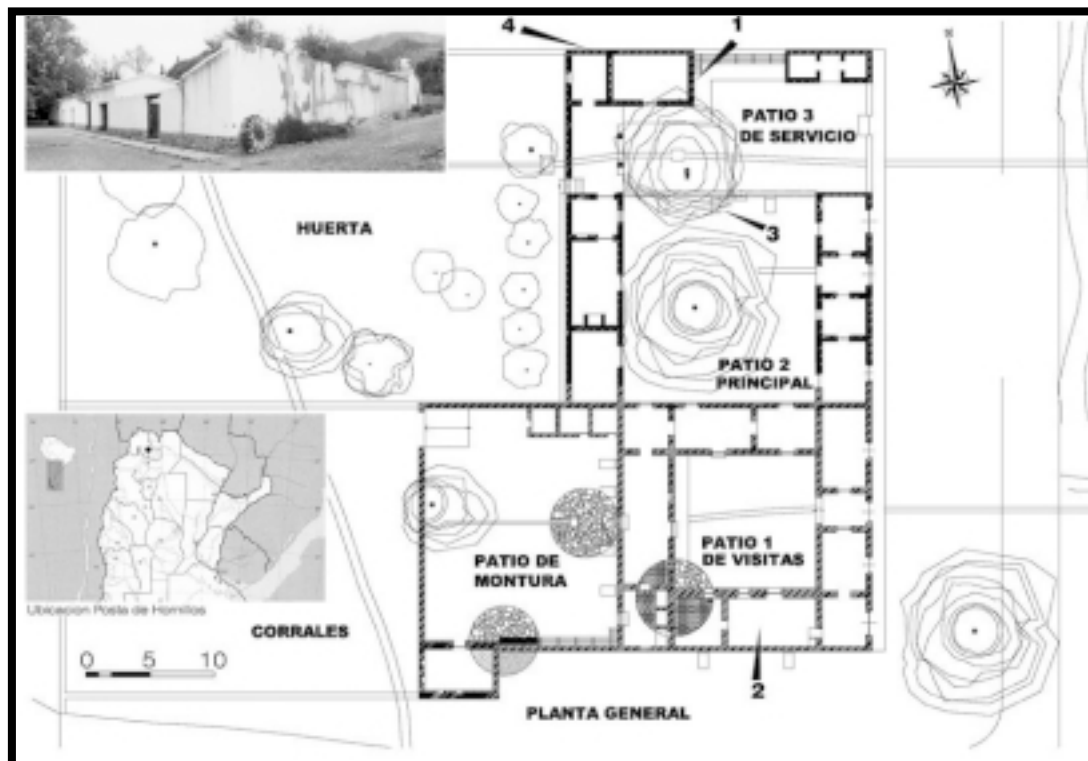 4
1
PATIO 3
DE SERVICIO
1
3
HUERTA
PATIO 2
PRINCIPAL
PATIO 1
DE VISITAS
PATIO DE
MONTURA
Ubicacion Posta de Hornillos
CORRALES
0 5 10
2
PLANTA GENERAL